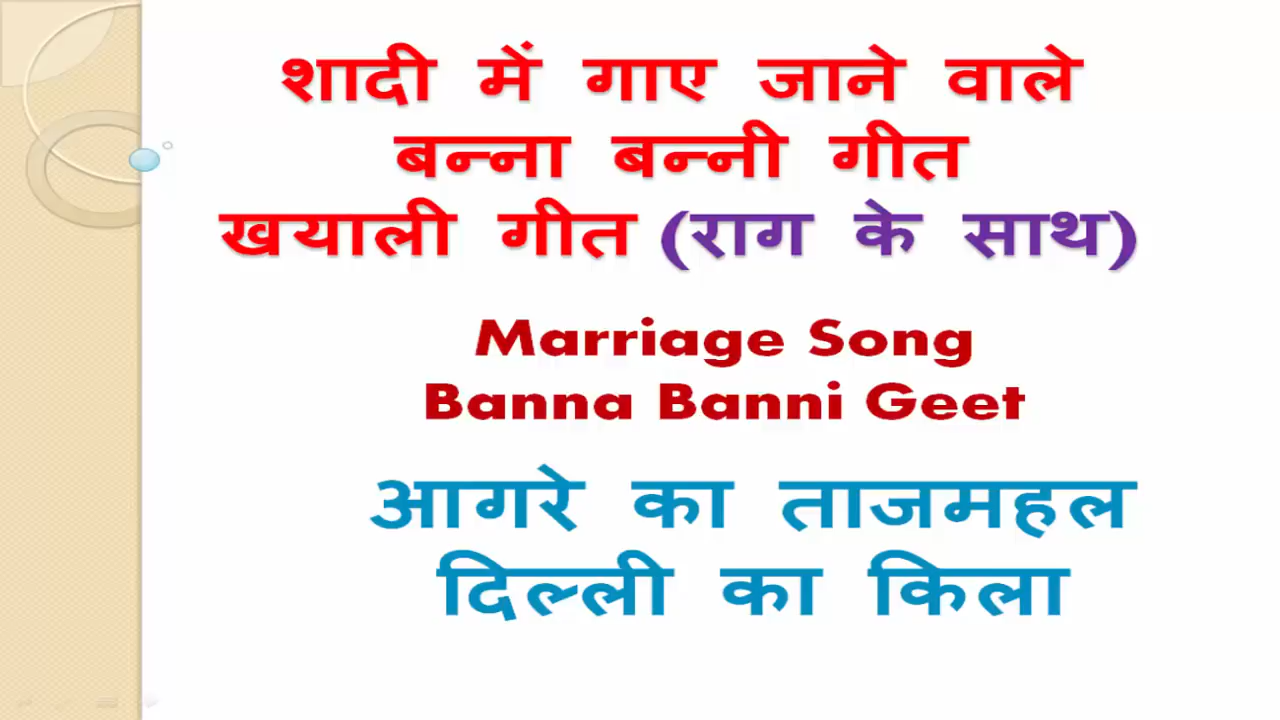 शादी में गाए जाने वाले
बन्ना बन्नी गीत
खयाली गीत (राग के साथ)
Marriage Song
Banna Banni Geet
आगरे का ताजमहल
दिल्ली का किला